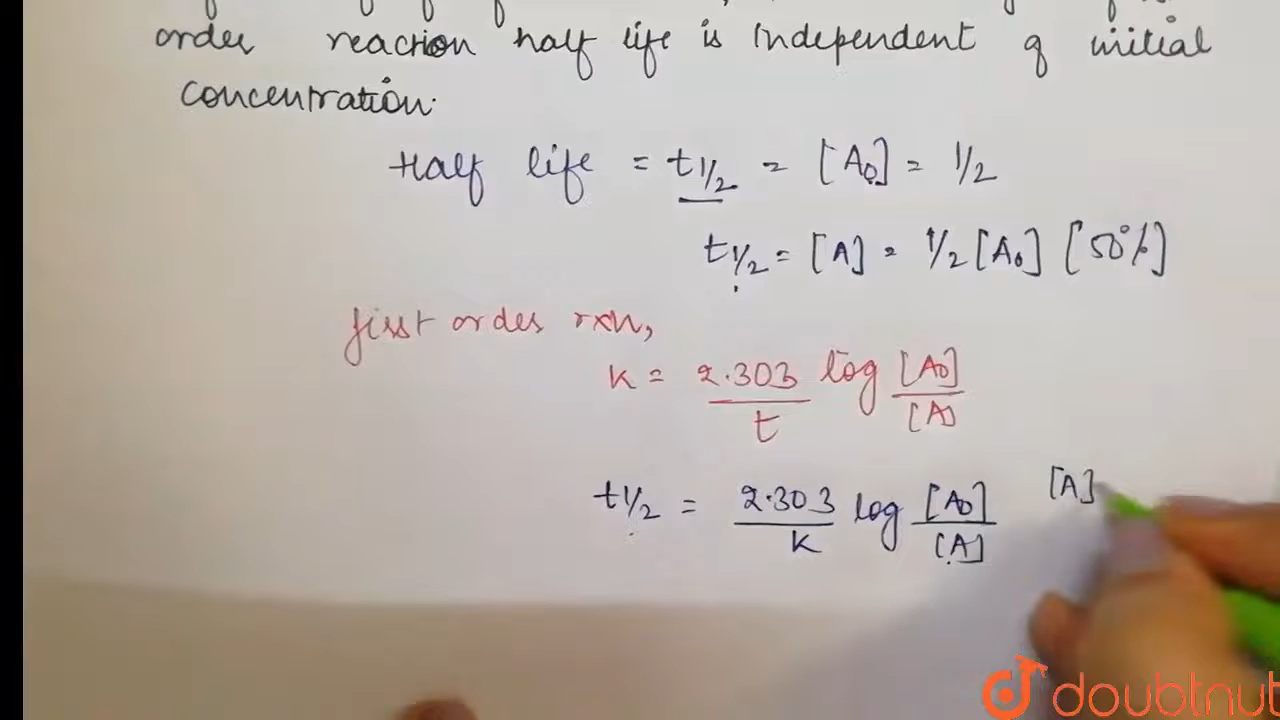 order reaction half life is independent of initial
concentration.
Half life = t1/2 = [A0] = 1/2
t1/2 = [A] = 1/2 [A0] [50%]
first order rxn,
K = 2.303/t log [A0]/[A]
t1/2 = 2.303/K log [A0]/[A] [A]
doubtnut